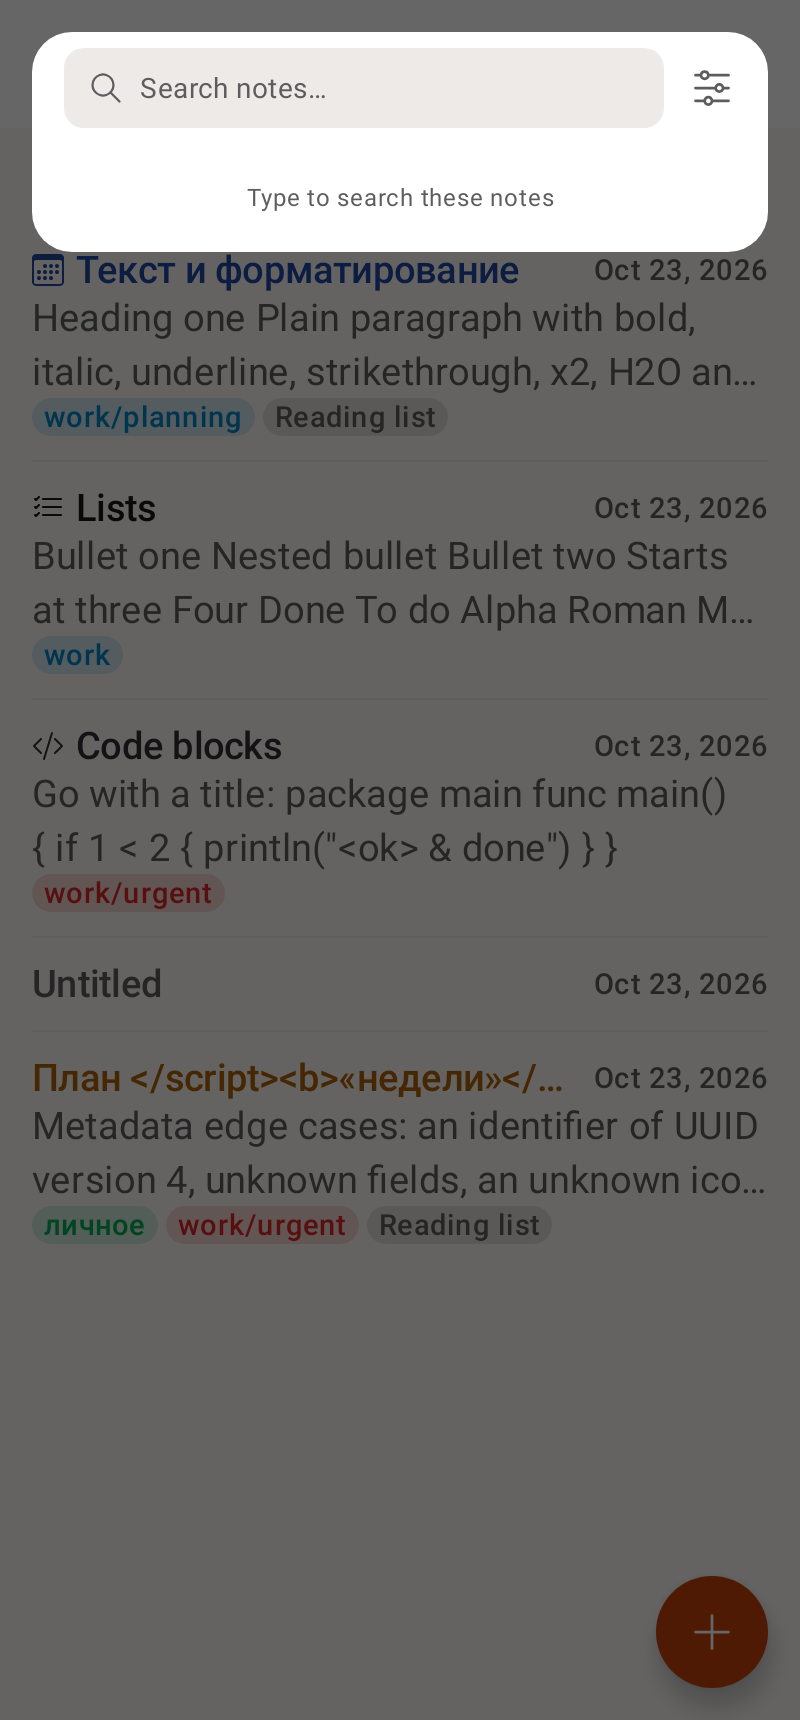 Search notes…
Type to search these notes
Текст и форматирование Oct 23, 2026
Heading one Plain paragraph with bold,
italic, underline, strikethrough, x2, H2O an…
work/planning Reading list
Lists Oct 23, 2026
Bullet one Nested bullet Bullet two Starts
at three Four Done To do Alpha Roman M…
work
Code blocks Oct 23, 2026
Go with a title: package main func main()
{ if 1 < 2 { println("<ok> & done") } }
work/urgent
Untitled Oct 23, 2026
План </script><b>«недели»</… Oct 23, 2026
Metadata edge cases: an identifier of UUID
version 4, unknown fields, an unknown ico…
личное work/urgent Reading list